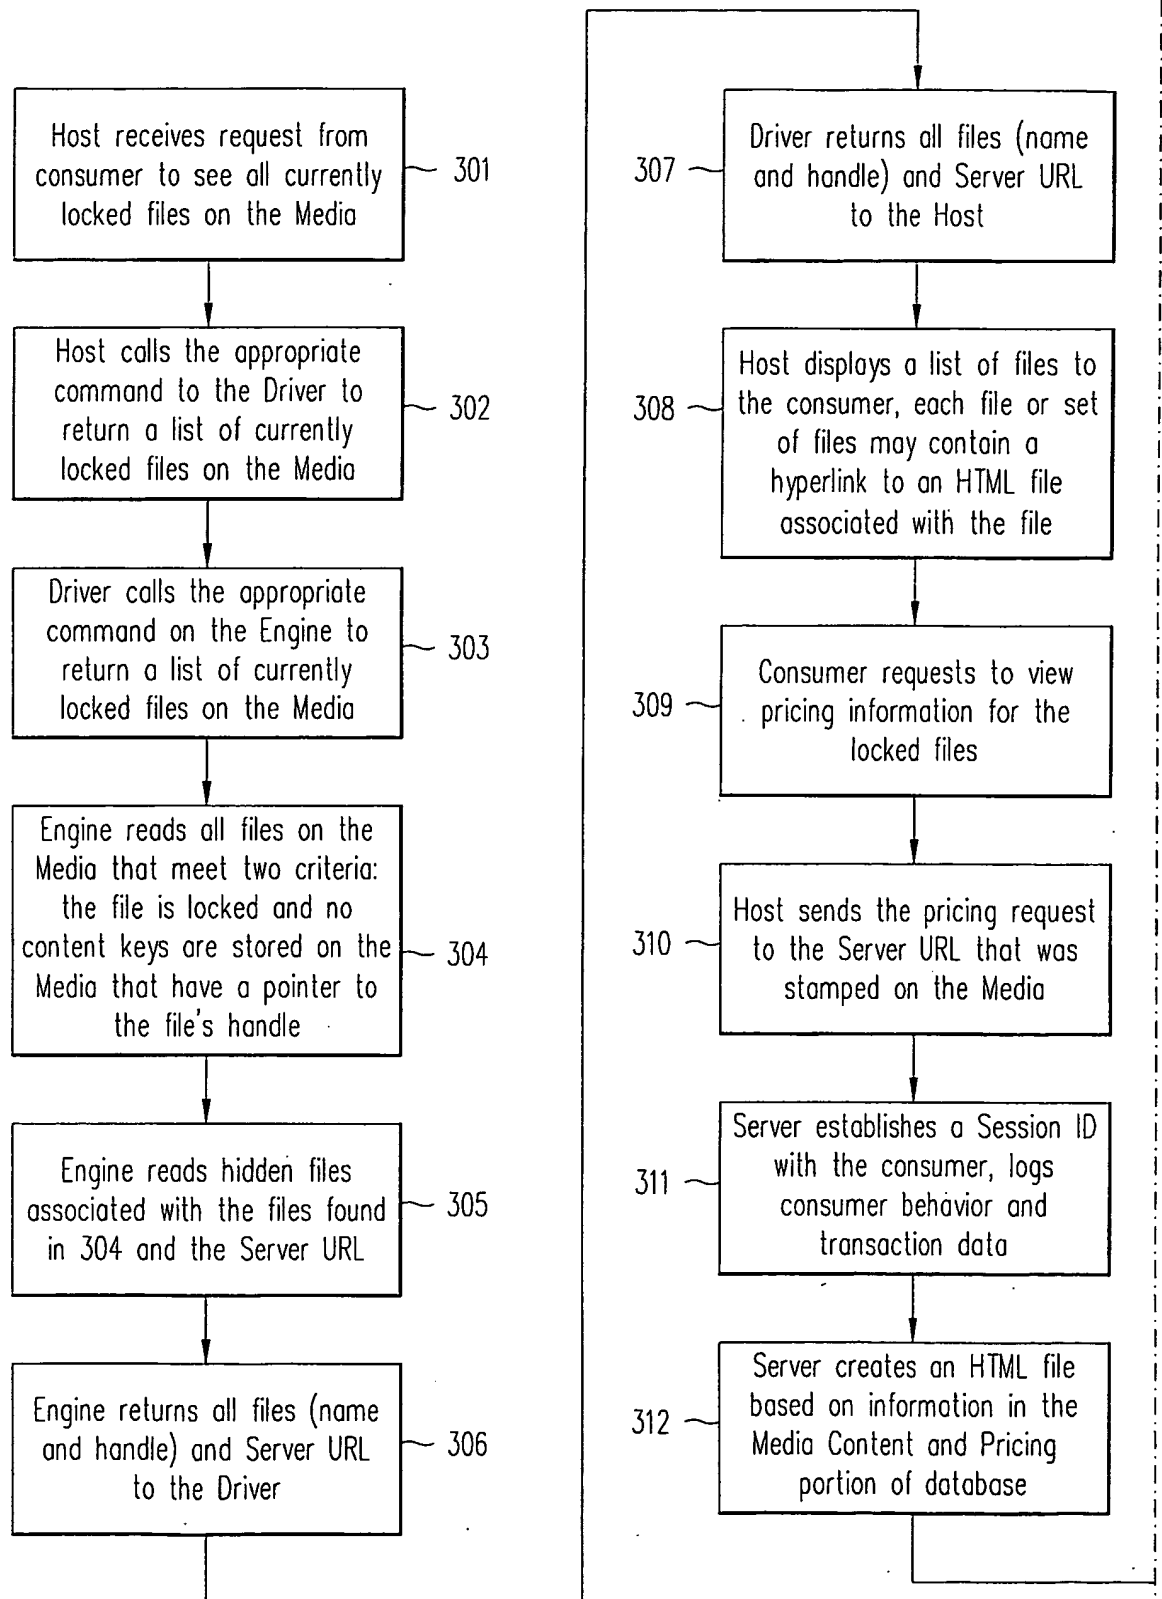 Host receives request from
consumer to see all currently
locked files on the Media
301
Host calls the appropriate
command to the Driver to
return a list of currently
locked files on the Media
302
Driver calls the appropriate
command on the Engine to
return a list of currently
locked files on the Media
303
Engine reads all files on the
Media that meet two criteria:
the file is locked and no
content keys are stored on the
Media that have a pointer to
the file's handle
304
Engine reads hidden files
associated with the files found
in 304 and the Server URL
305
Engine returns all files (name
and handle) and Server URL
to the Driver
306
Driver returns all files (name
and handle) and Server URL
to the Host
307
Host displays a list of files to
the consumer, each file or set
of files may contain a
hyperlink to an HTML file
associated with the file
308
Consumer requests to view
pricing information for the
locked files
309
Host sends the pricing request
to the Server URL that was
stamped on the Media
310
Server establishes a Session ID
with the consumer, logs
consumer behavior and
transaction data
311
Server creates an HTML file
based on information in the
Media Content and Pricing
portion of database
312